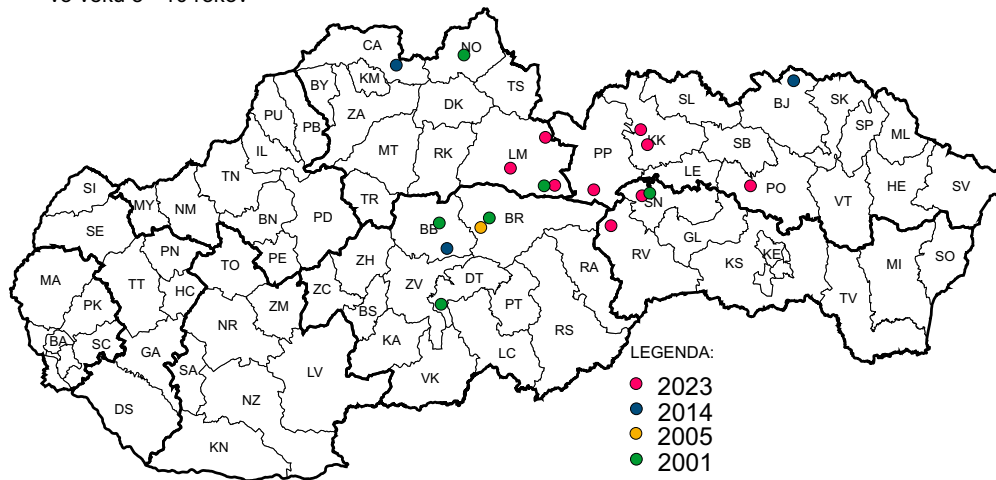 CA
NO
BY
KM
TS
PU
PB
ZA
DK
SL
BJ
SK
SP
ML
IL
MT
RK
LM
PP
KK
SB
LE
TN
SI
MY
NM
BN
PD
TR
SN
PO
VT
HE
SV
SE
BB
BR
GL
PN
TO
PE
ZH
RA
RV
KS
KE
MI
SO
MA
TT
HC
ZC
ZV
DT
PK
ZM
BS
PT
TV
BA
SC
GA
NR
KA
LC
RS
SA
LV
VK
DS
NZ
KN
LEGENDA:
2023
2014
2005
2001